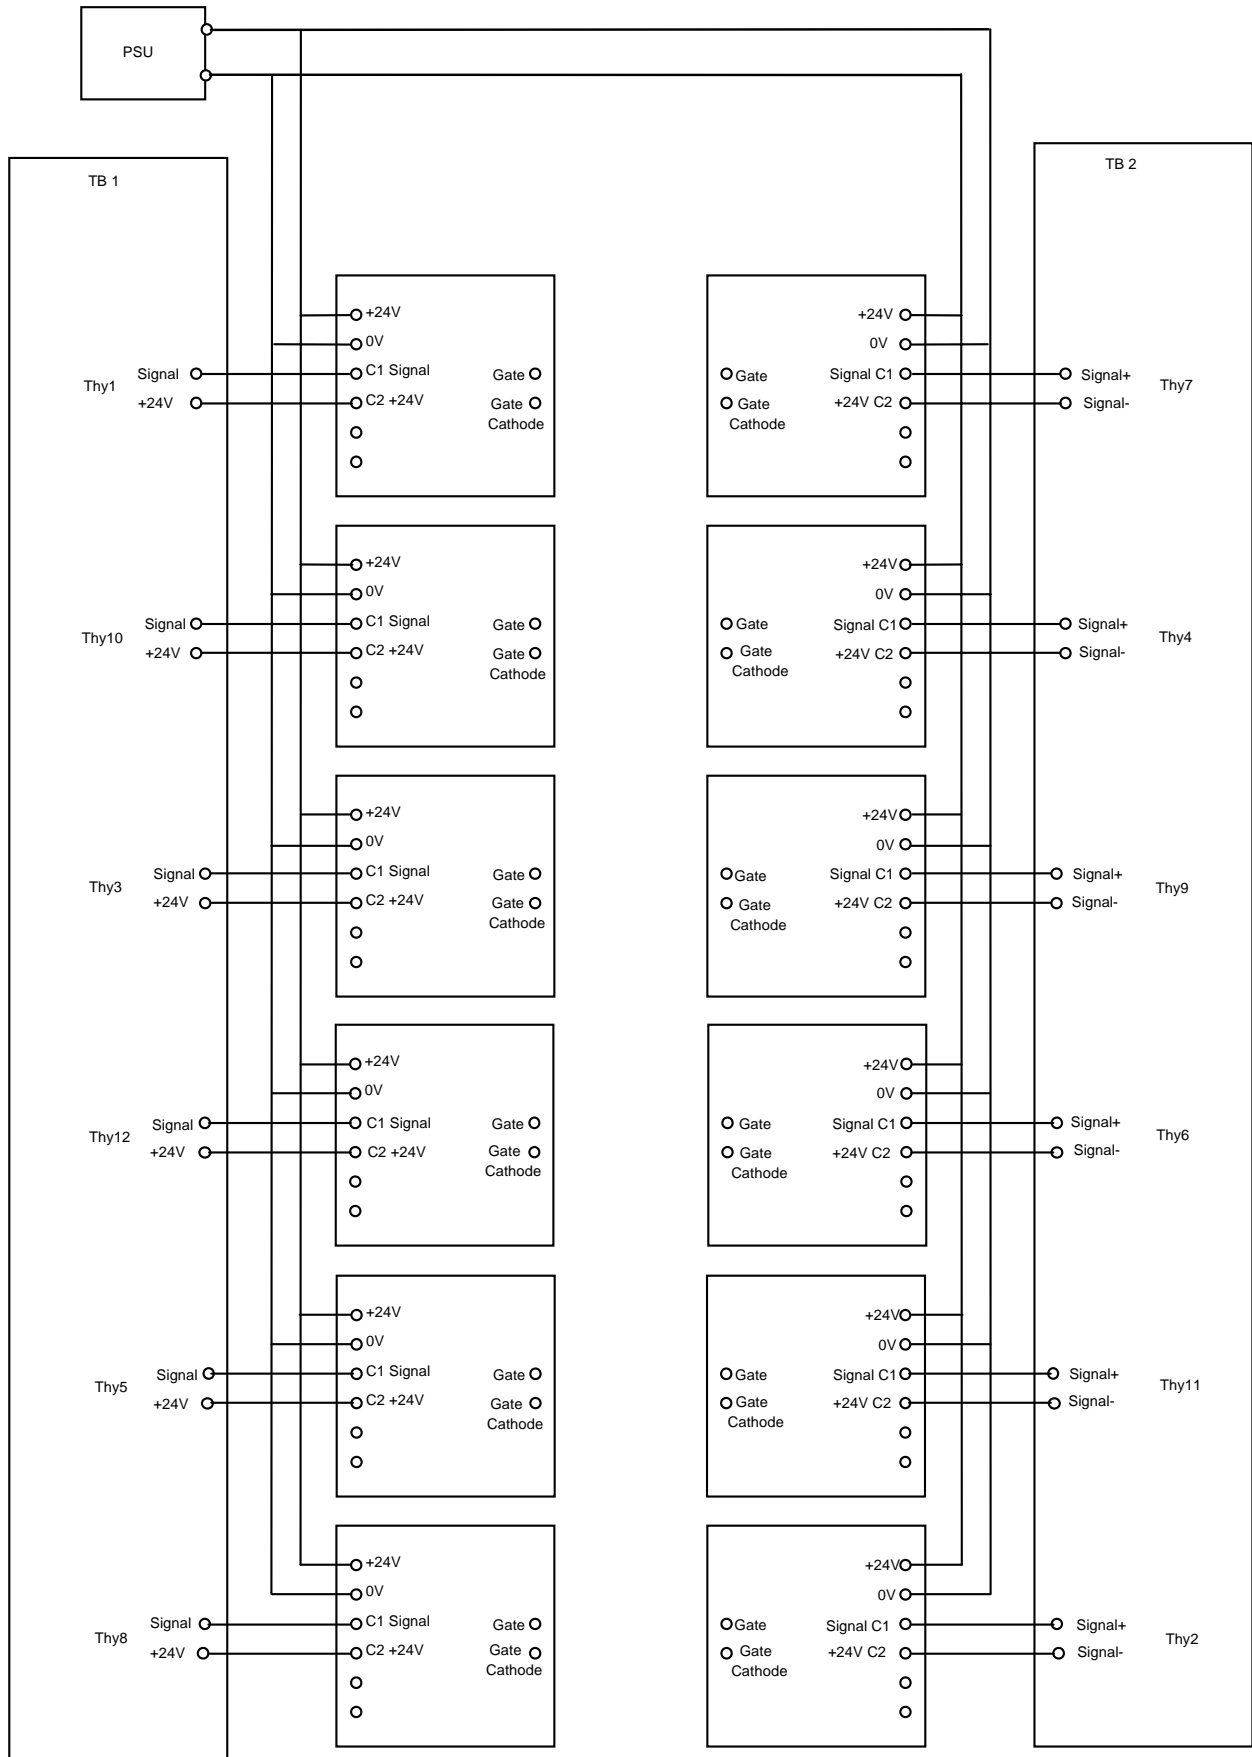 PSU
TB 1
TB 2
+24V
0V
C1 Signal
C2 +24V
Gate
Gate
Cathode
Thy1
Signal
+24V
+24V
0V
Signal C1
+24V C2
Gate
Gate
Cathode
Signal+
Signal-
Thy7
+24V
0V
C1 Signal
C2 +24V
Gate
Gate
Cathode
Thy10
Signal
+24V
+24V
0V
Signal C1
+24V C2
Gate
Gate
Cathode
Signal+
Signal-
Thy4
+24V
0V
C1 Signal
C2 +24V
Gate
Gate
Cathode
Thy3
Signal
+24V
+24V
0V
Signal C1
+24V C2
Gate
Gate
Cathode
Signal+
Signal-
Thy9
+24V
0V
C1 Signal
C2 +24V
Gate
Gate
Cathode
Thy12
Signal
+24V
+24V
0V
Signal C1
+24V C2
Gate
Gate
Cathode
Signal+
Signal-
Thy6
+24V
0V
C1 Signal
C2 +24V
Gate
Gate
Cathode
Thy5
Signal
+24V
+24V
0V
Signal C1
+24V C2
Gate
Gate
Cathode
Signal+
Signal-
Thy11
+24V
0V
C1 Signal
C2 +24V
Gate
Gate
Cathode
Thy8
Signal
+24V
+24V
0V
Signal C1
+24V C2
Gate
Gate
Cathode
Signal+
Signal-
Thy2